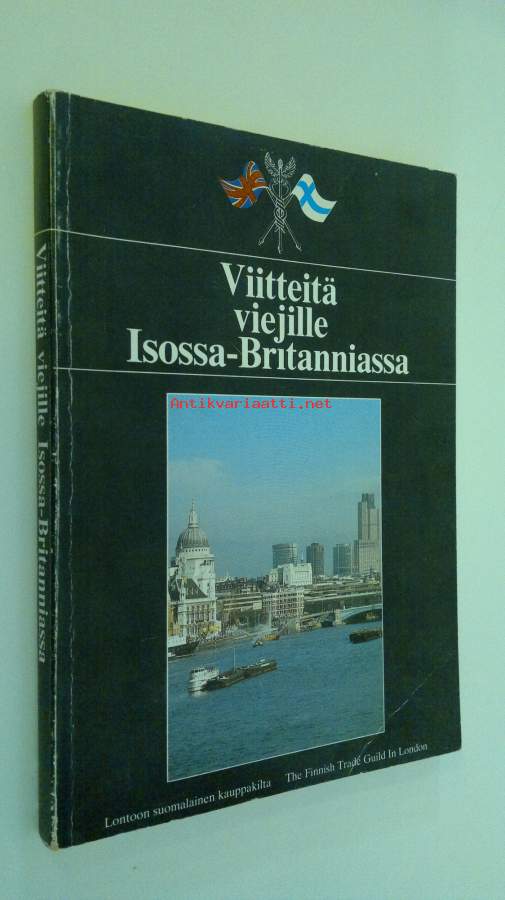 Viitteitä
viejille
Isossa-Britanniassa
Antikvariaatti.net
Lontoon suomalainen kauppakilta The Finnish Trade Guild In London
Viitteitä viejille Isossa-Britanniassa